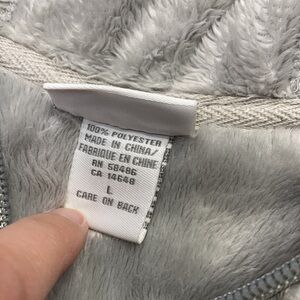 100% POLYESTER
MADE IN CHINA/
FABRIQUE EN CHINE
RN 58486
CA 14648
L
CARE ON BACK